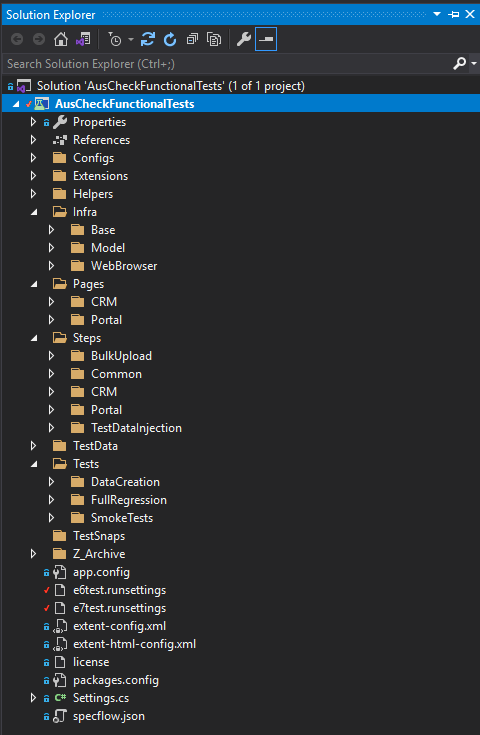 Solution Explorer
Search Solution Explorer (Ctrl+;)
Solution 'AusCheckFunctionalTests' (1 of 1 project)
AusCheckFunctionalTests
Properties
References
Configs
Extensions
Helpers
Infra
Base
Model
WebBrowser
Pages
CRM
Portal
Steps
BulkUpload
Common
CRM
Portal
TestDataInjection
TestData
Tests
DataCreation
FullRegression
SmokeTests
TestSnaps
Z_Archive
app.config
e6test.runsettings
e7test.runsettings
extent-config.xml
extent-html-config.xml
license
packages.config
C# Settings.cs
specflow.json